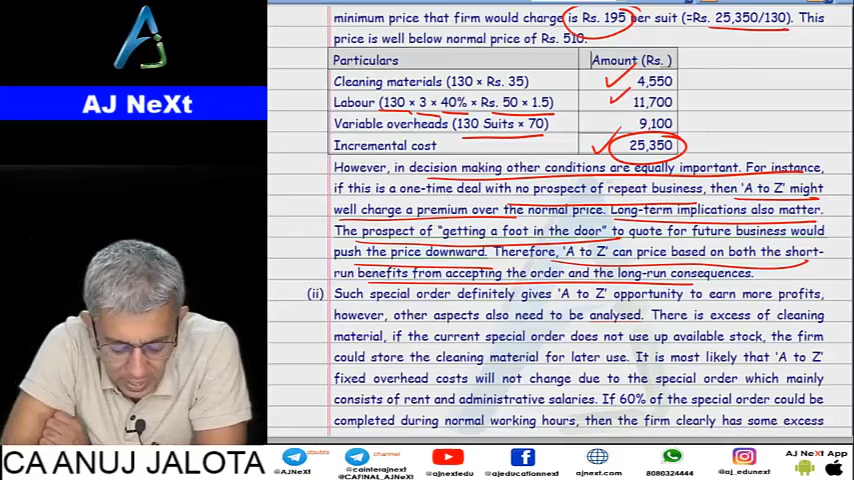 minimum price that firm would charge is Rs. 195 per suit (=Rs. 25,350/130). This
price is well below normal price of Rs. 510.
Particulars Amount (Rs.)
Cleaning materials (130 × Rs. 35) 4,550
Labour (130 × 3 × 40% × Rs. 50 × 1.5) 11,700
Variable overheads (130 Suits × 70) 9,100
Incremental cost 25,350
However, in decision making other conditions are equally important. For instance,
if this is a one-time deal with no prospect of repeat business, then 'A to Z' might
well charge a premium over the normal price. Long-term implications also matter.
The prospect of "getting a foot in the door" to quote for future business would
push the price downward. Therefore, 'A to Z' can price based on both the short-
run benefits from accepting the order and the long-run consequences.
(ii) Such special order definitely gives 'A to Z' opportunity to earn more profits,
however, other aspects also need to be analysed. There is excess of cleaning
material, if the current special order does not use up available stock, the firm
could store the cleaning material for later use. It is most likely that 'A to Z'
fixed overhead costs will not change due to the special order which mainly
consists of rent and administrative salaries. If 60% of the special order could be
completed during normal working hours, then the firm clearly has some excess
AJ NeXt
CA ANUJ JALOTA
doubts
@AJNeXt
channel
@cainterajnext
@CAFINAL_AJNeXt
@ajnextedu
@ajeducationnext
ajnext.com
8080324444
@aj_edunext
AJ NeXt App